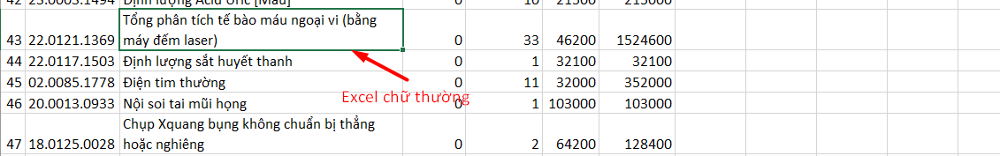 42 23.0003.1494 Định lượng Acid Uric [Máu] 0 10 21500 215000
Tổng phân tích tế bào máu ngoại vi (bằng
43 22.0121.1369 máy đếm laser) 0 33 46200 1524600
44 22.0117.1503 Định lượng sắt huyết thanh 0 1 32100 32100
45 02.0085.1778 Điện tim thường 0 11 32000 352000
Excel chữ thường
46 20.0013.0933 Nội soi tai mũi họng 0 1 103000 103000
Chụp Xquang bụng không chuẩn bị thẳng
47 18.0125.0028 hoặc nghiêng 0 2 64200 128400